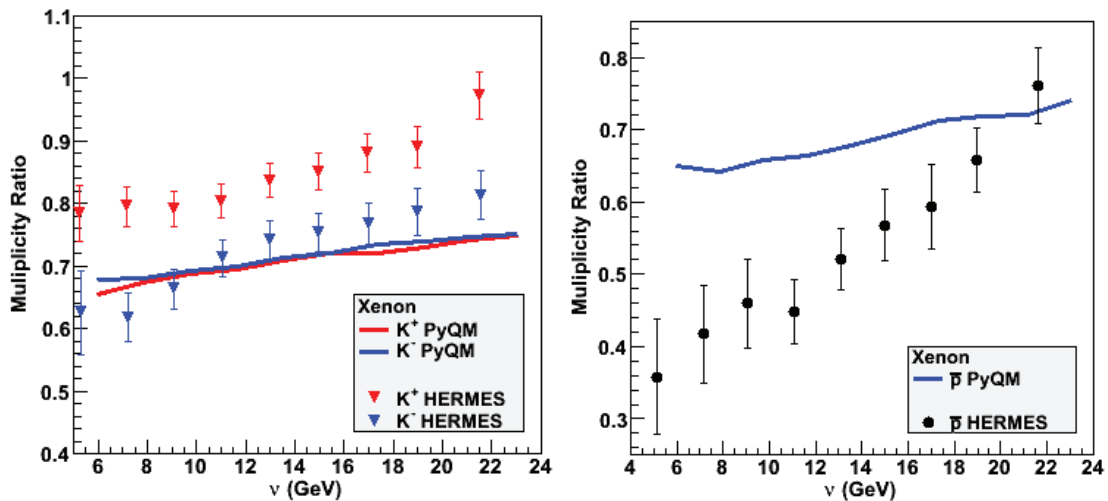 1.1
1
0.9
0.8
0.7
0.6
0.5
0.4
Muliplicity Ratio
6 8 10 12 14 16 18 20 22 24
ν (GeV)
Xenon
K⁺ PyQM
K⁻ PyQM
K⁺ HERMES
K⁻ HERMES
0.8
0.7
0.6
0.5
0.4
0.3
Muliplicity Ratio
4 6 8 10 12 14 16 18 20 22 24
ν (GeV)
Xenon
p̅ PyQM
p̅ HERMES